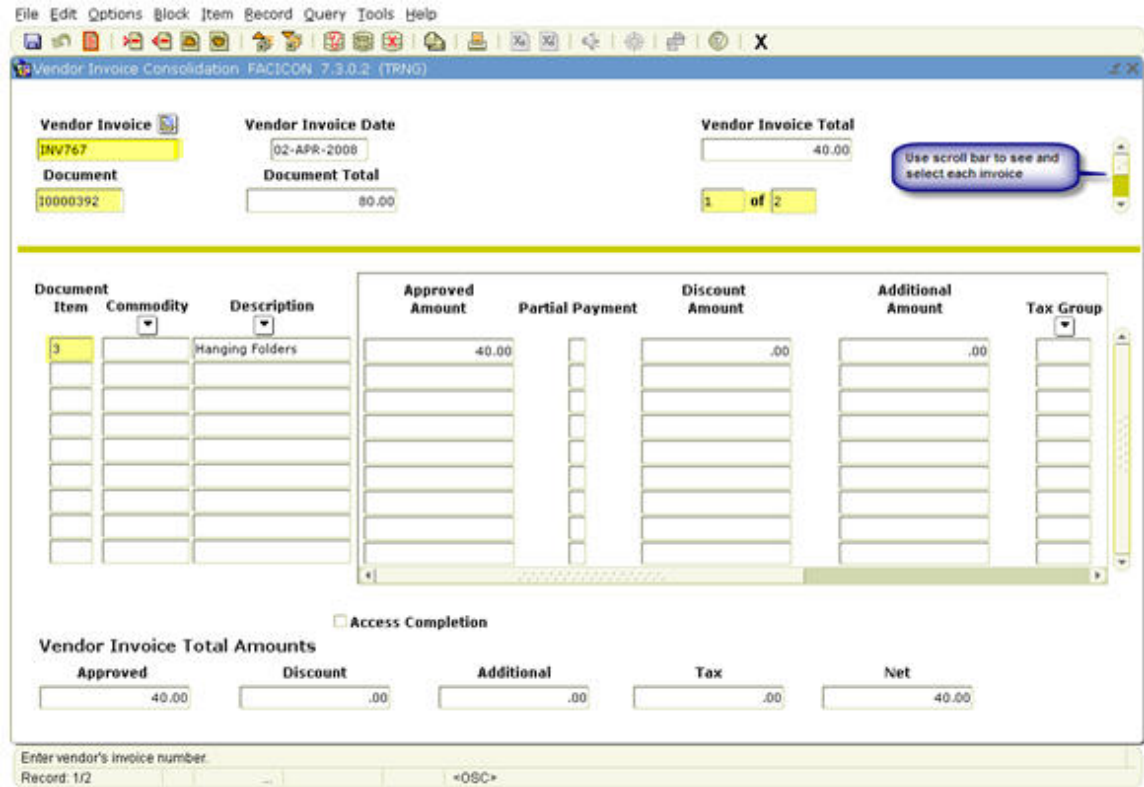 File Edit Options Block Item Record Query Tools Help
X
Vendor Invoice Consolidation FACICON 7.3.0.2 (TRNG)
Vendor Invoice Vendor Invoice Date Vendor Invoice Total
INV767 02-APR-2008 40.00
Use scroll bar to see and
select each invoice
Document Document Total
I0000392 80.00 1 of 2
Document
Item Commodity Description Approved Amount Partial Payment Discount Amount Additional Amount Tax Group
3 Hanging Folders 40.00 .00 .00
Access Completion
Vendor Invoice Total Amounts
Approved Discount Additional Tax Net
40.00 .00 .00 .00 40.00
Enter vendor's invoice number.
Record: 1/2 ... <OSC>